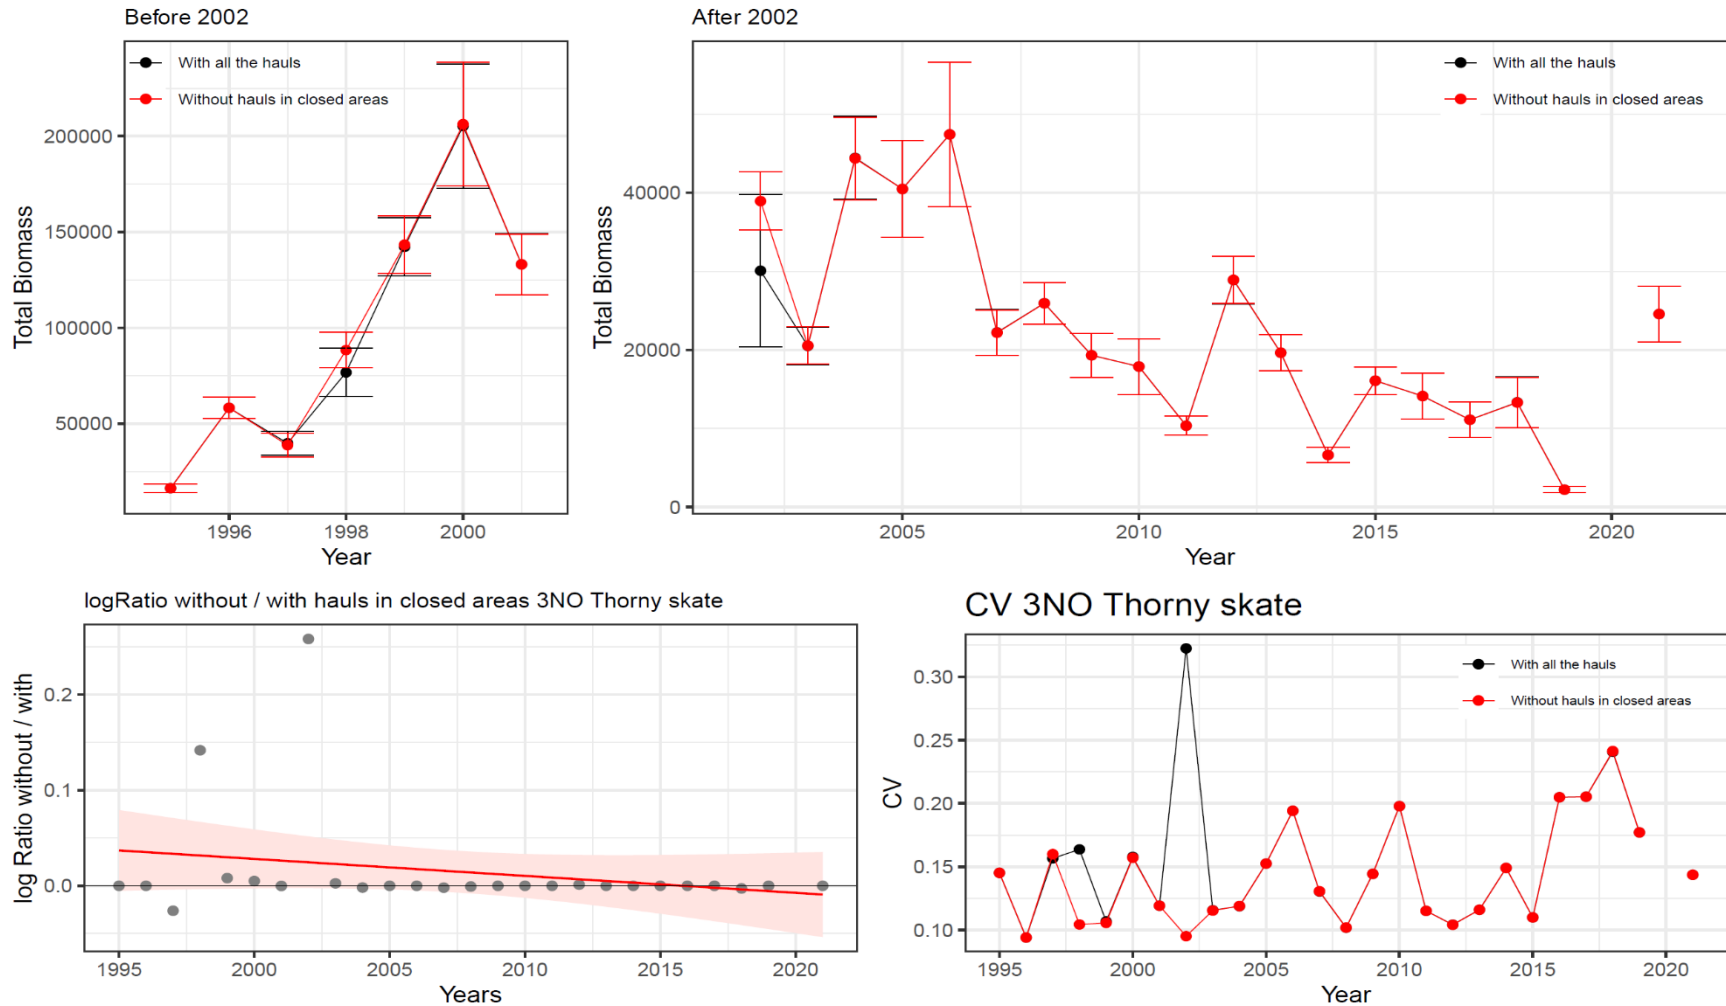 Before 2002
With all the hauls
Without hauls in closed areas
200000
150000
100000
50000
Total Biomass
1996
1998
2000
Year
After 2002
With all the hauls
Without hauls in closed areas
40000
20000
0
Total Biomass
2005
2010
2015
2020
Year
logRatio without / with hauls in closed areas 3NO Thorny skate
0.2
0.1
0.0
log Ratio without / with
1995
2000
2005
2010
2015
2020
Years
CV 3NO Thorny skate
With all the hauls
Without hauls in closed areas
0.30
0.25
0.20
0.15
0.10
CV
1995
2000
2005
2010
2015
2020
Year